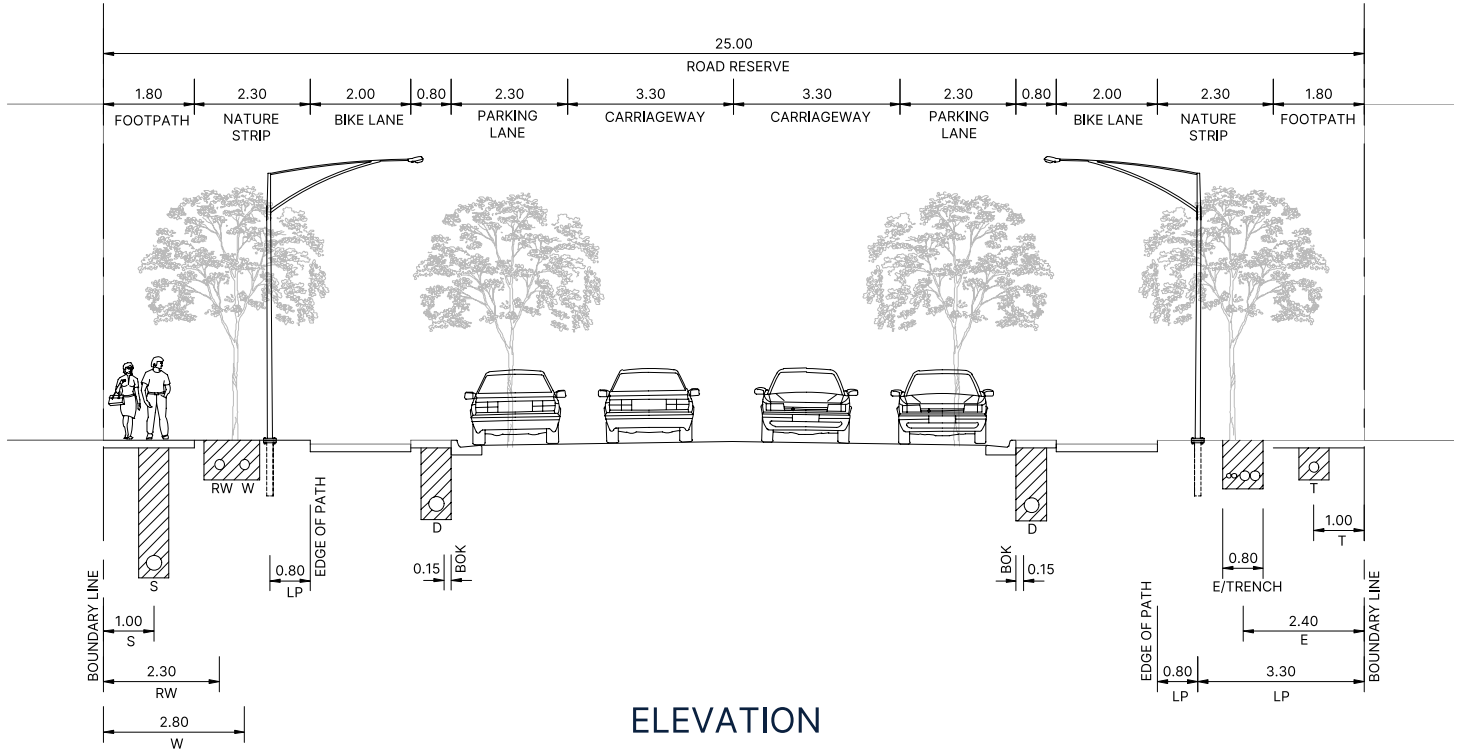 25.00
ROAD RESERVE
1.80
2.30
2.00
0.80
2.30
3.30
3.30
2.30
0.80
2.00
2.30
1.80
FOOTPATH
NATURE
STRIP
BIKE LANE
PARKING
LANE
CARRIAGEWAY
CARRIAGEWAY
PARKING
LANE
BIKE LANE
NATURE
STRIP
FOOTPATH
RW W
S
D
D
T
EDGE OF PATH
0.80
LP
0.15
BOK
BOK
0.15
0.80
E/TRENCH
1.00
T
BOUNDARY LINE
1.00
S
2.30
RW
2.80
W
EDGE OF PATH
2.40
E
0.80
LP
3.30
LP
BOUNDARY LINE
ELEVATION